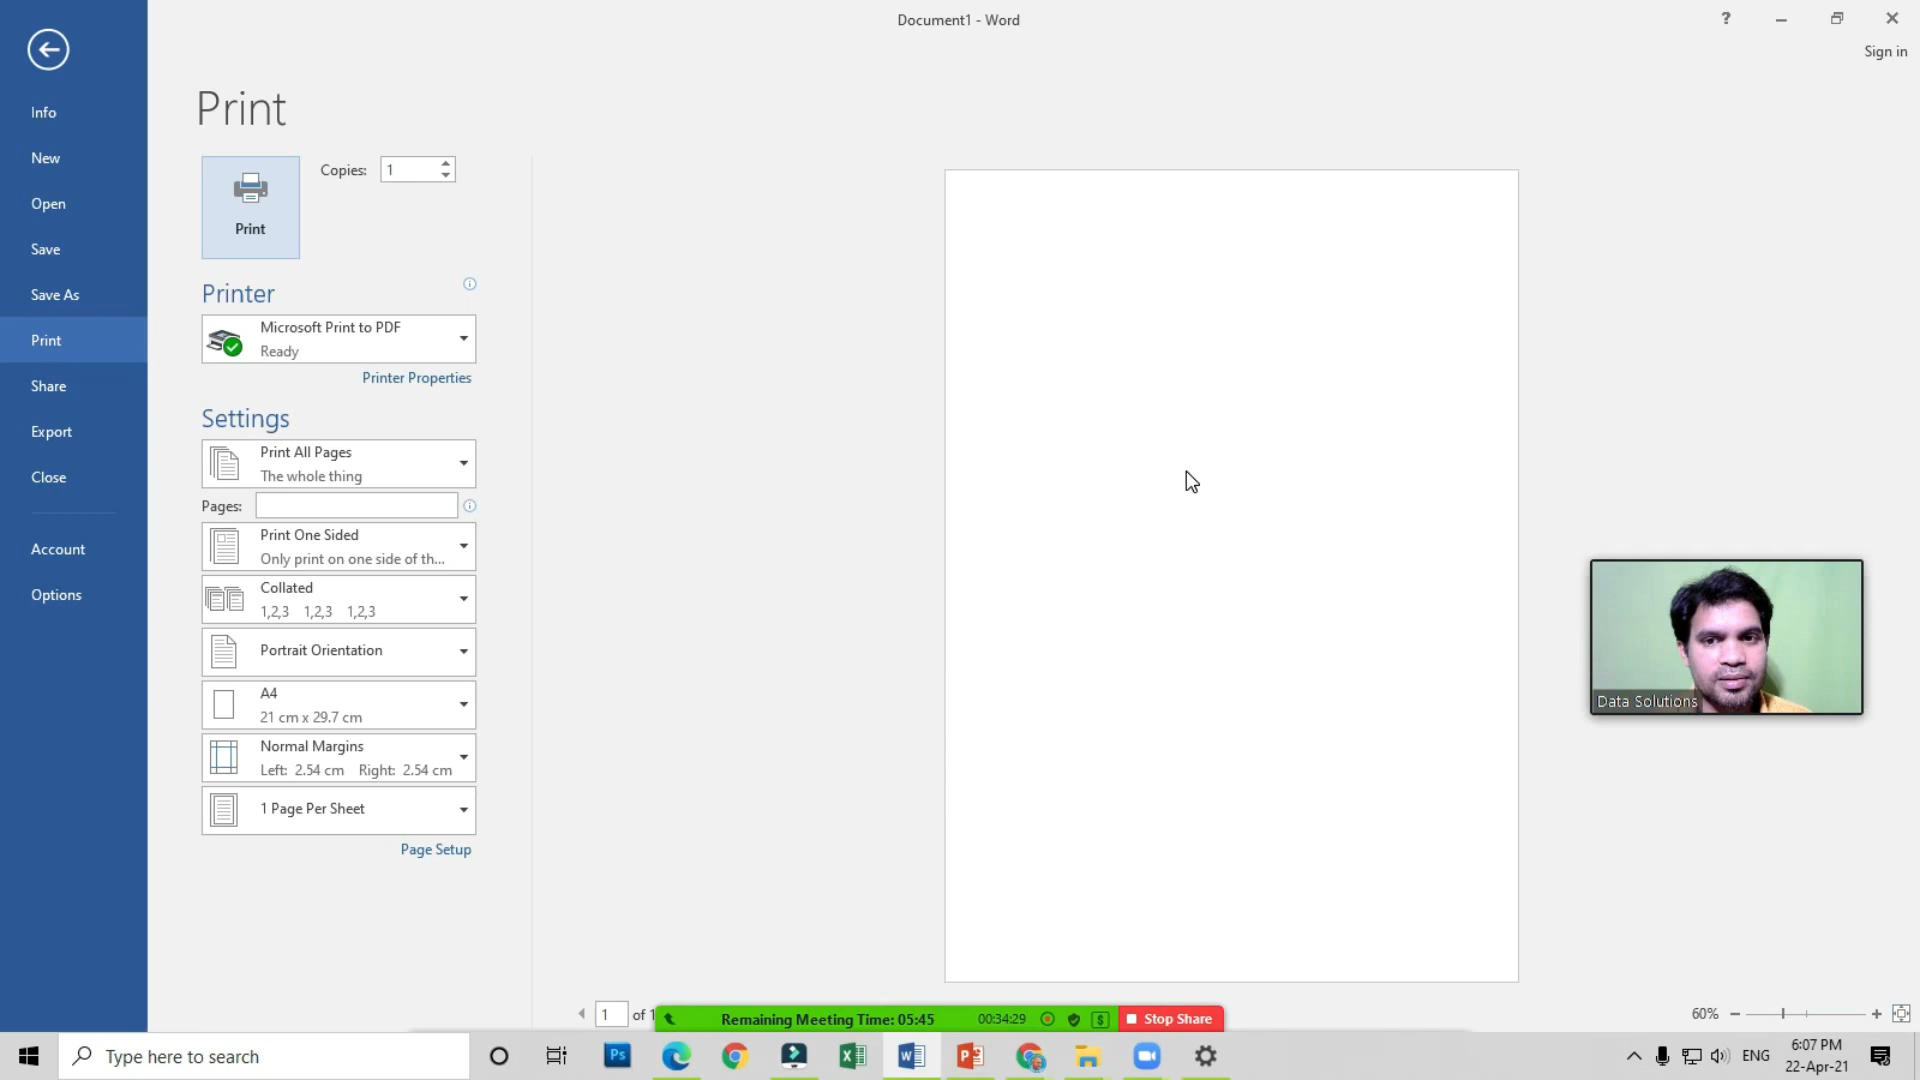 Document1 - Word
?
Sign in
Info
New
Open
Save
Save As
Print
Share
Export
Close
Account
Options
Print
Print
Copies: 1
Printer
Microsoft Print to PDF
Ready
Printer Properties
Settings
Print All Pages
The whole thing
Pages:
Print One Sided
Only print on one side of th...
Collated
1,2,3 1,2,3 1,2,3
Portrait Orientation
A4
21 cm x 29.7 cm
Normal Margins
Left: 2.54 cm Right: 2.54 cm
1 Page Per Sheet
Page Setup
Data Solutions
1 of 1
Remaining Meeting Time: 05:45 00:34:29 $ Stop Share
60%
Type here to search
Ps
ENG
6:07 PM
22-Apr-21